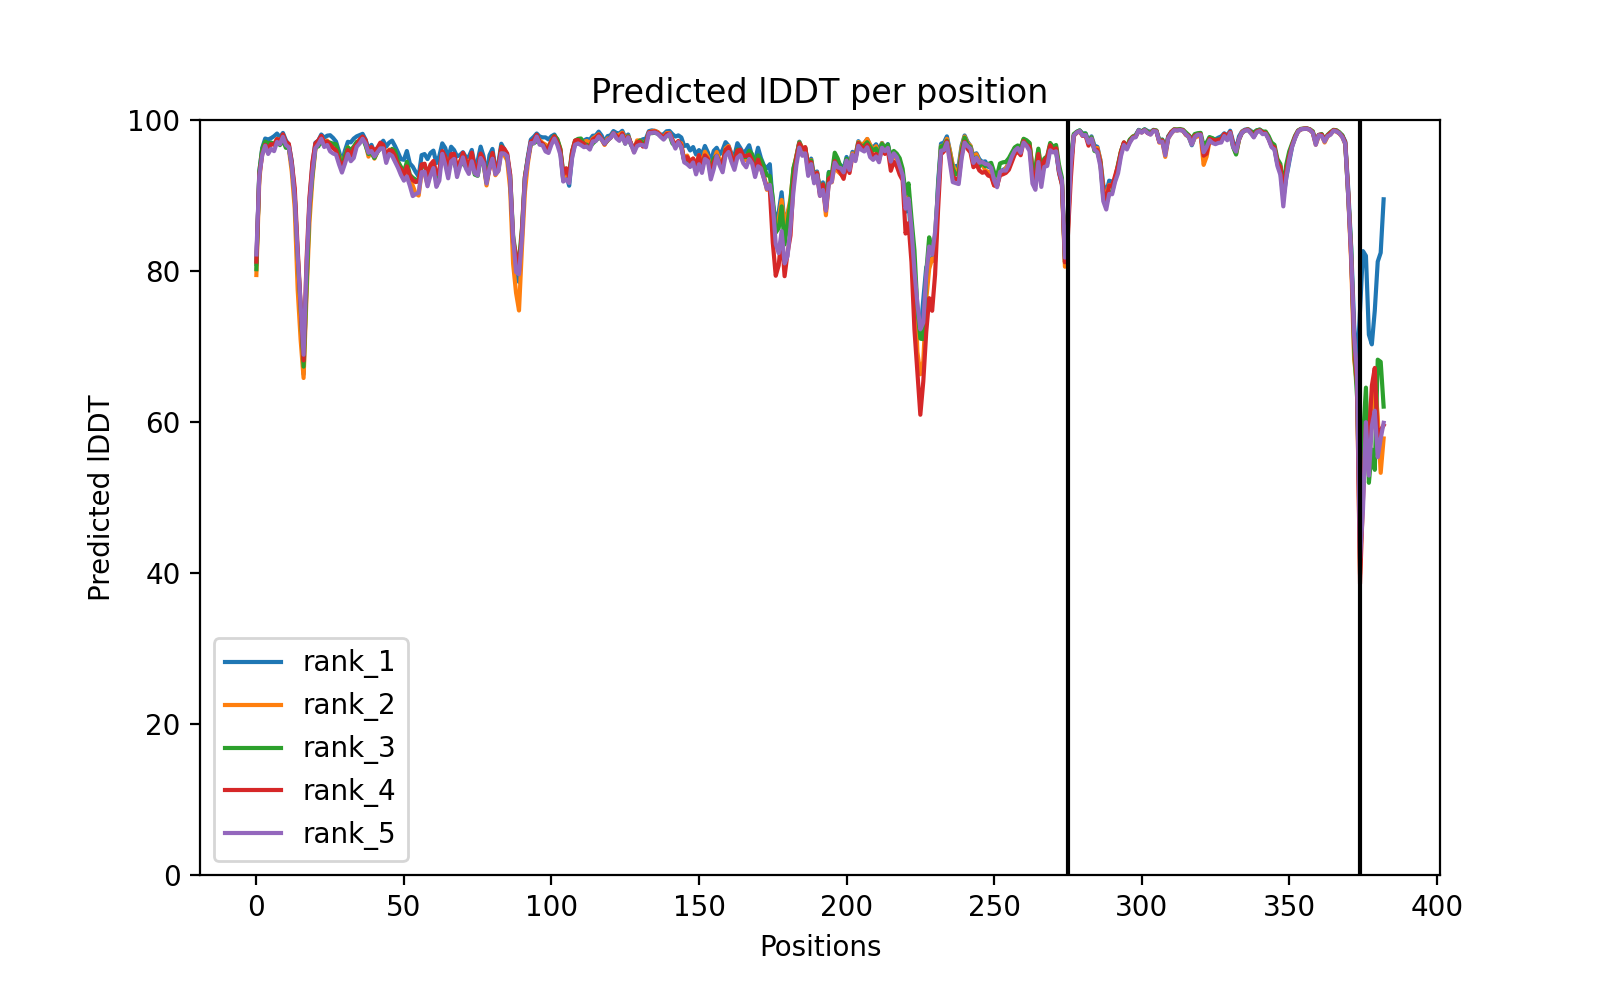 Predicted lDDT per position
100
80
60
40
20
0
Predicted lDDT
rank_1
rank_2
rank_3
rank_4
rank_5
0 50 100 150 200 250 300 350 400
Positions